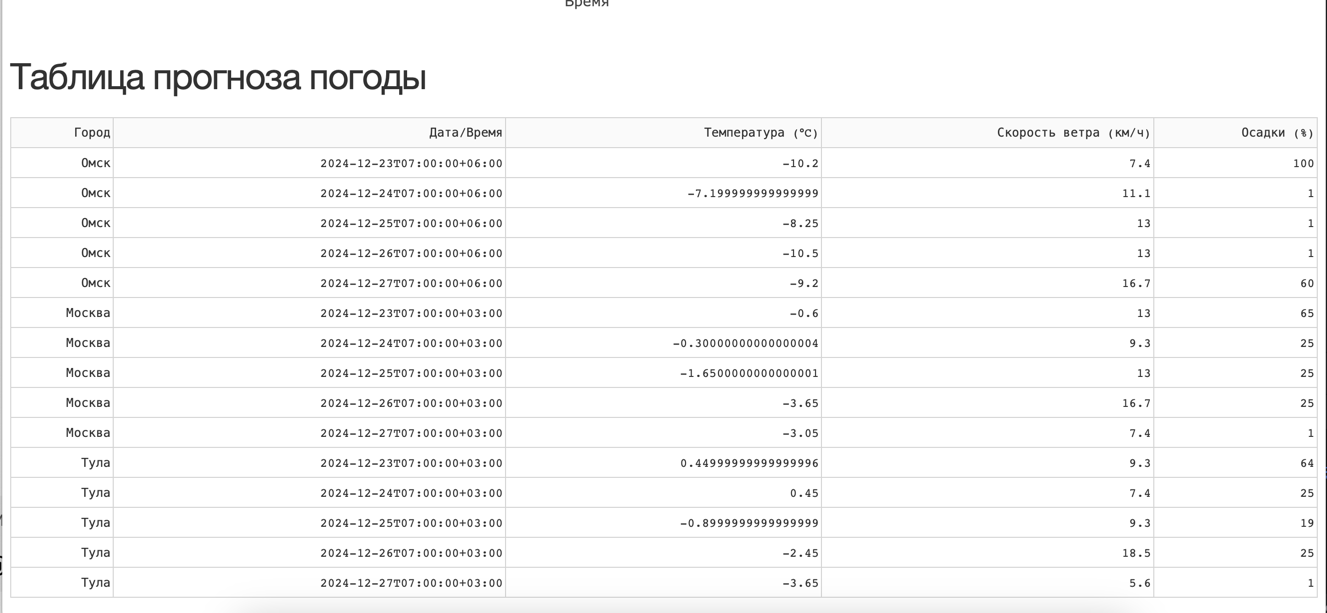 Время
Таблица прогноза погоды
Город Дата/Время Температура (°C) Скорость ветра (км/ч) Осадки (%)
Омск 2024-12-23T07:00:00+06:00 -10.2 7.4 100
Омск 2024-12-24T07:00:00+06:00 -7.199999999999999 11.1 1
Омск 2024-12-25T07:00:00+06:00 -8.25 13 1
Омск 2024-12-26T07:00:00+06:00 -10.5 13 1
Омск 2024-12-27T07:00:00+06:00 -9.2 16.7 60
Москва 2024-12-23T07:00:00+03:00 -0.6 13 65
Москва 2024-12-24T07:00:00+03:00 -0.30000000000000004 9.3 25
Москва 2024-12-25T07:00:00+03:00 -1.6500000000000001 13 25
Москва 2024-12-26T07:00:00+03:00 -3.65 16.7 25
Москва 2024-12-27T07:00:00+03:00 -3.05 7.4 1
Тула 2024-12-23T07:00:00+03:00 0.44999999999999996 9.3 64
Тула 2024-12-24T07:00:00+03:00 0.45 7.4 25
Тула 2024-12-25T07:00:00+03:00 -0.8999999999999999 9.3 19
Тула 2024-12-26T07:00:00+03:00 -2.45 18.5 25
Тула 2024-12-27T07:00:00+03:00 -3.65 5.6 1